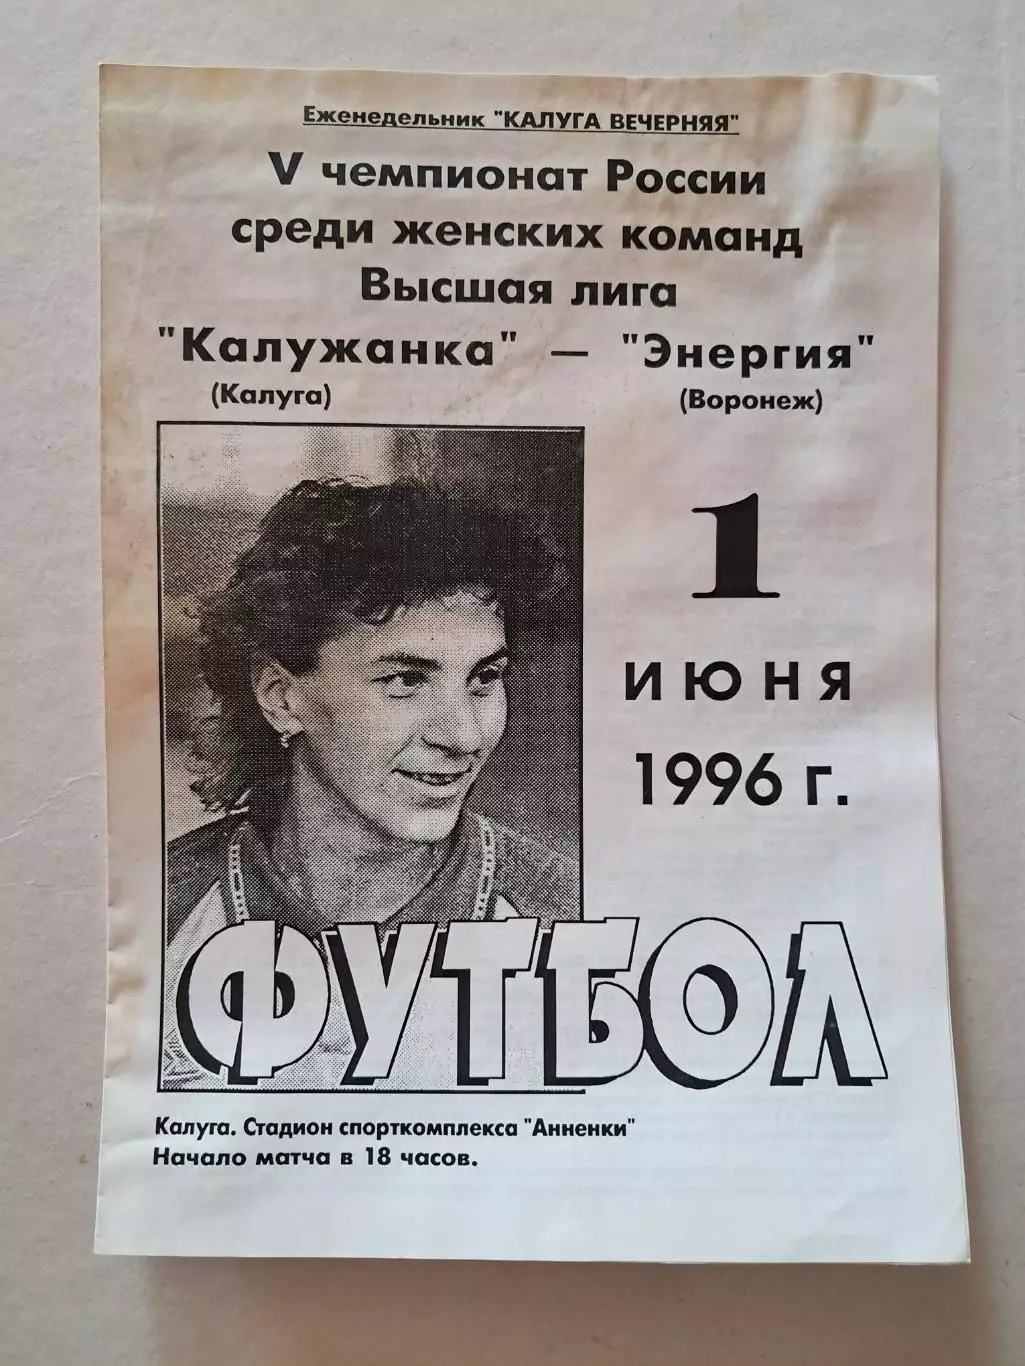 Еженедельник "КАЛУГА ВЕЧЕРНЯЯ"
V чемпионат России
среди женских команд
Высшая лига
"Калужанка" — "Энергия"
(Калуга) (Воронеж)
1
ИЮНЯ
1996 г.
ФУТБОЛ
Калуга. Стадион спорткомплекса "Анненки"
Начало матча в 18 часов.